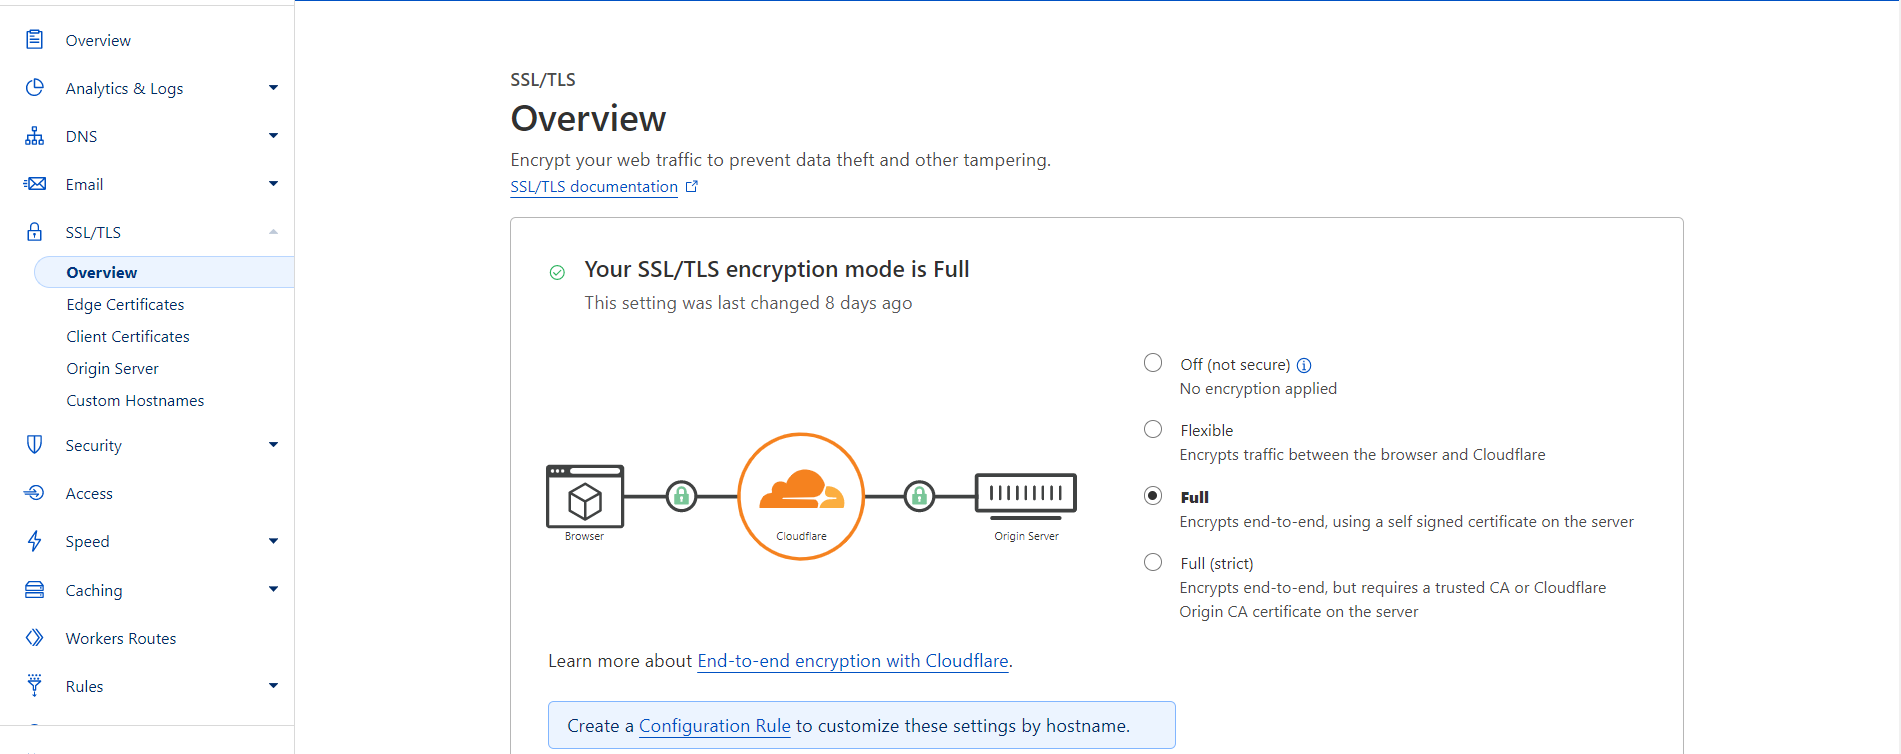 Overview
Analytics & Logs
DNS
Email
SSL/TLS
Overview
Edge Certificates
Client Certificates
Origin Server
Custom Hostnames
Security
Access
Speed
Caching
Workers Routes
Rules
SSL/TLS
Overview
Encrypt your web traffic to prevent data theft and other tampering.
SSL/TLS documentation
Your SSL/TLS encryption mode is Full
This setting was last changed 8 days ago
Browser
Cloudflare
Origin Server
Off (not secure)
No encryption applied
Flexible
Encrypts traffic between the browser and Cloudflare
Full
Encrypts end-to-end, using a self signed certificate on the server
Full (strict)
Encrypts end-to-end, but requires a trusted CA or Cloudflare
Origin CA certificate on the server
Learn more about End-to-end encryption with Cloudflare.
Create a Configuration Rule to customize these settings by hostname.